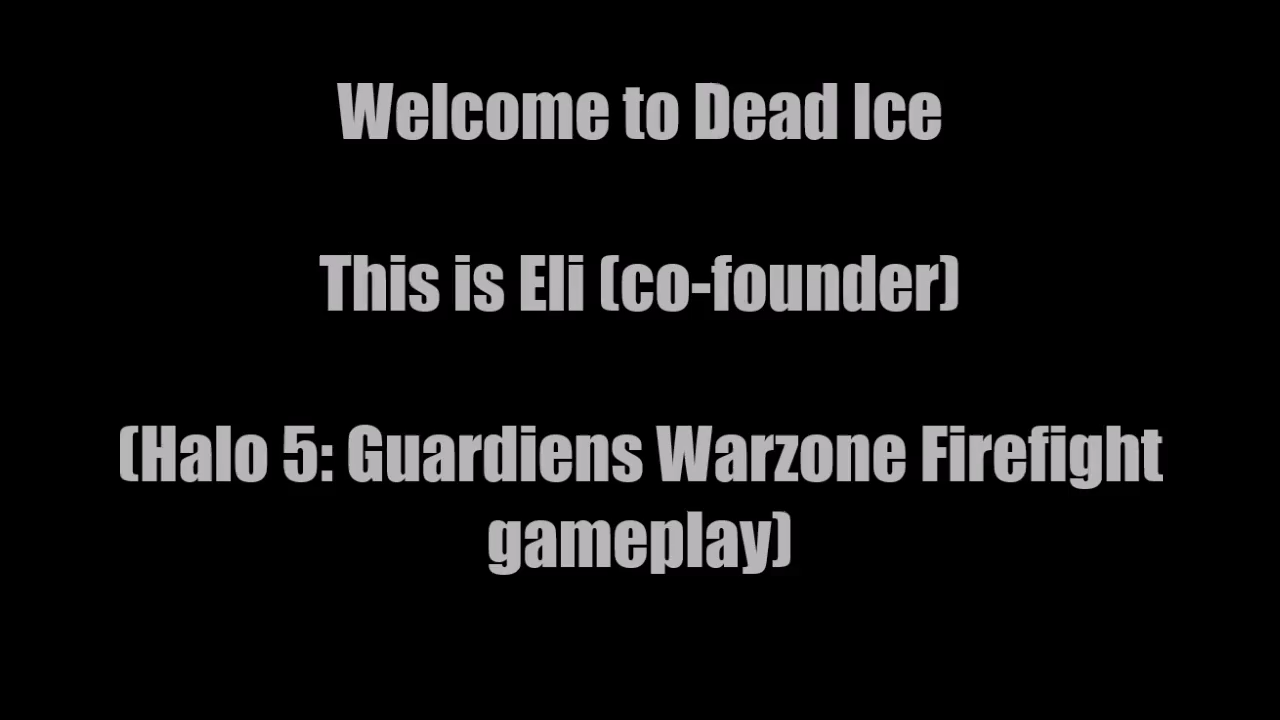 Welcome to Dead Ice
This is Eli (co-founder)
(Halo 5: Guardiens Warzone Firefight
gameplay)